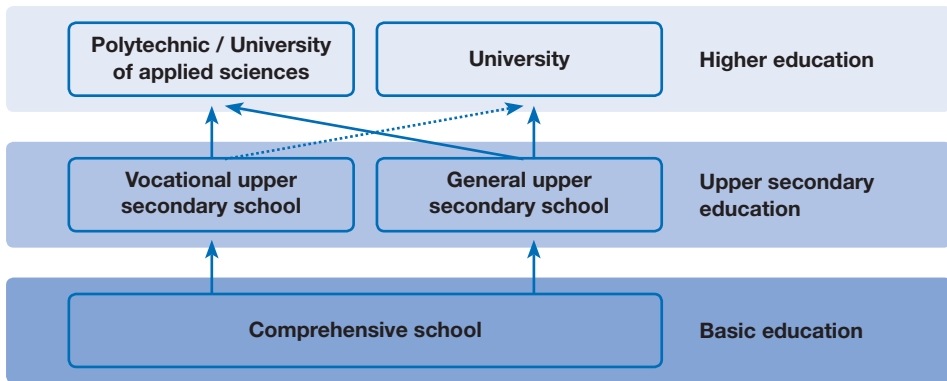 Polytechnic / University
of applied sciences
University
Higher education
Vocational upper
secondary school
General upper
secondary school
Upper secondary
education
Comprehensive school
Basic education